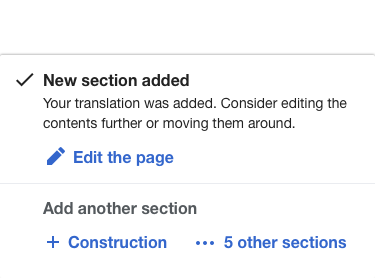 New section added
Your translation was added. Consider editing the
contents further or moving them around.
Edit the page
Add another section
+ Construction ••• 5 other sections